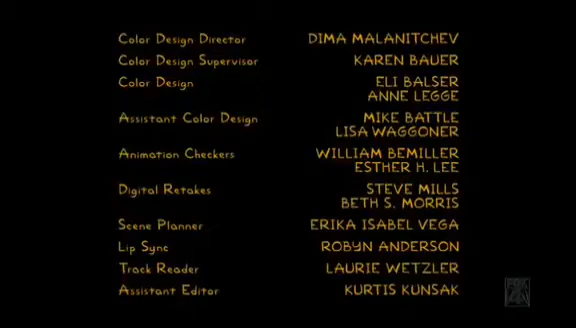 Color Design Director DIMA MALANITCHEV
Color Design Supervisor KAREN BAUER
Color Design ELI BALSER
ANNE LEGGE
Assistant Color Design MIKE BATTLE
LISA WAGGONER
Animation Checkers WILLIAM BEMILLER
ESTHER H. LEE
Digital Retakes STEVE MILLS
BETH S. MORRIS
Scene Planner ERIKA ISABEL VEGA
Lip Sync ROBYN ANDERSON
Track Reader LAURIE WETZLER
Assistant Editor KURTIS KUNSAK